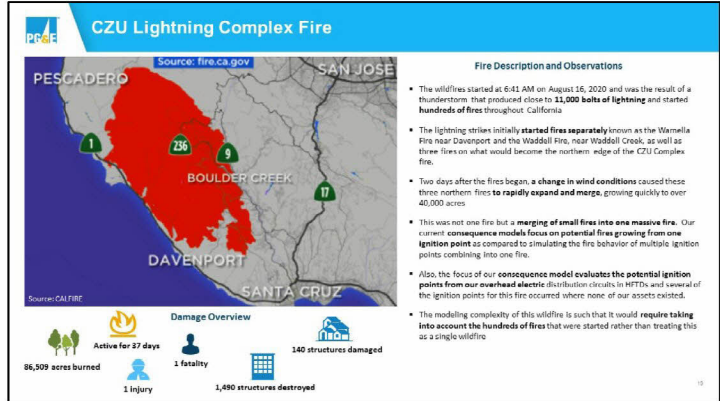 PG&E
CZU Lightning Complex Fire
Source: fire.ca.gov
PESCADERO
SAN JOSE
1
236
9
BOULDER CREEK
17
DAVENPORT
SANTA CRUZ
Source: CALFIRE
Damage Overview
86,509 acres burned
Active for 37 days
1 injury
1 fatality
1,490 structures destroyed
140 structures damaged
Fire Description and Observations
▪ The wildfires started at 6:41 AM on August 16, 2020 and was the result of a
thunderstorm that produced close to 11,000 bolts of lightning and started
hundreds of fires throughout California
▪ The lightning strikes initially started fires separately known as the Warnella
Fire near Davenport and the Waddell Fire, near Waddell Creek, as well as
three fires on what would become the northern edge of the CZU Complex
fire.
▪ Two days after the fires began, a change in wind conditions caused these
three northern fires to rapidly expand and merge, growing quickly to over
40,000 acres
▪ This was not one fire but a merging of small fires into one massive fire. Our
current consequence models focus on potential fires growing from one
ignition point as compared to simulating the fire behavior of multiple ignition
points combining into one fire.
▪ Also, the focus of our consequence model evaluates the potential ignition
points from our overhead electric distribution circuits in HFTDs and several of
the ignition points for this fire occurred where none of our assets existed.
▪ The modeling complexity of this wildfire is such that it would require taking
into account the hundreds of fires that were started rather than treating this
as a single wildfire